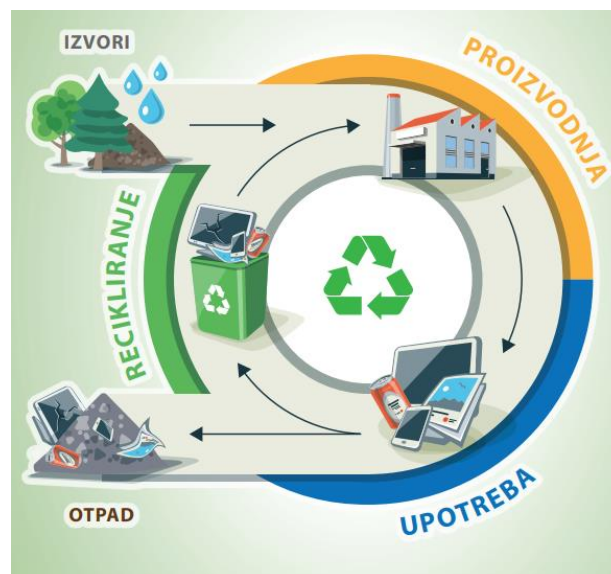 IZVORI
PROIZVODNJA
RECIKLIRANJE
OTPAD
UPOTREBA